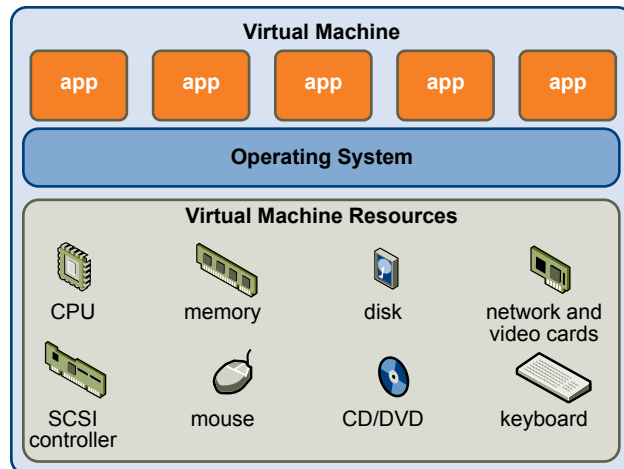 Virtual Machine
app app app app app
Operating System
Virtual Machine Resources
CPU memory disk network and
video cards
SCSI mouse CD/DVD keyboard
controller